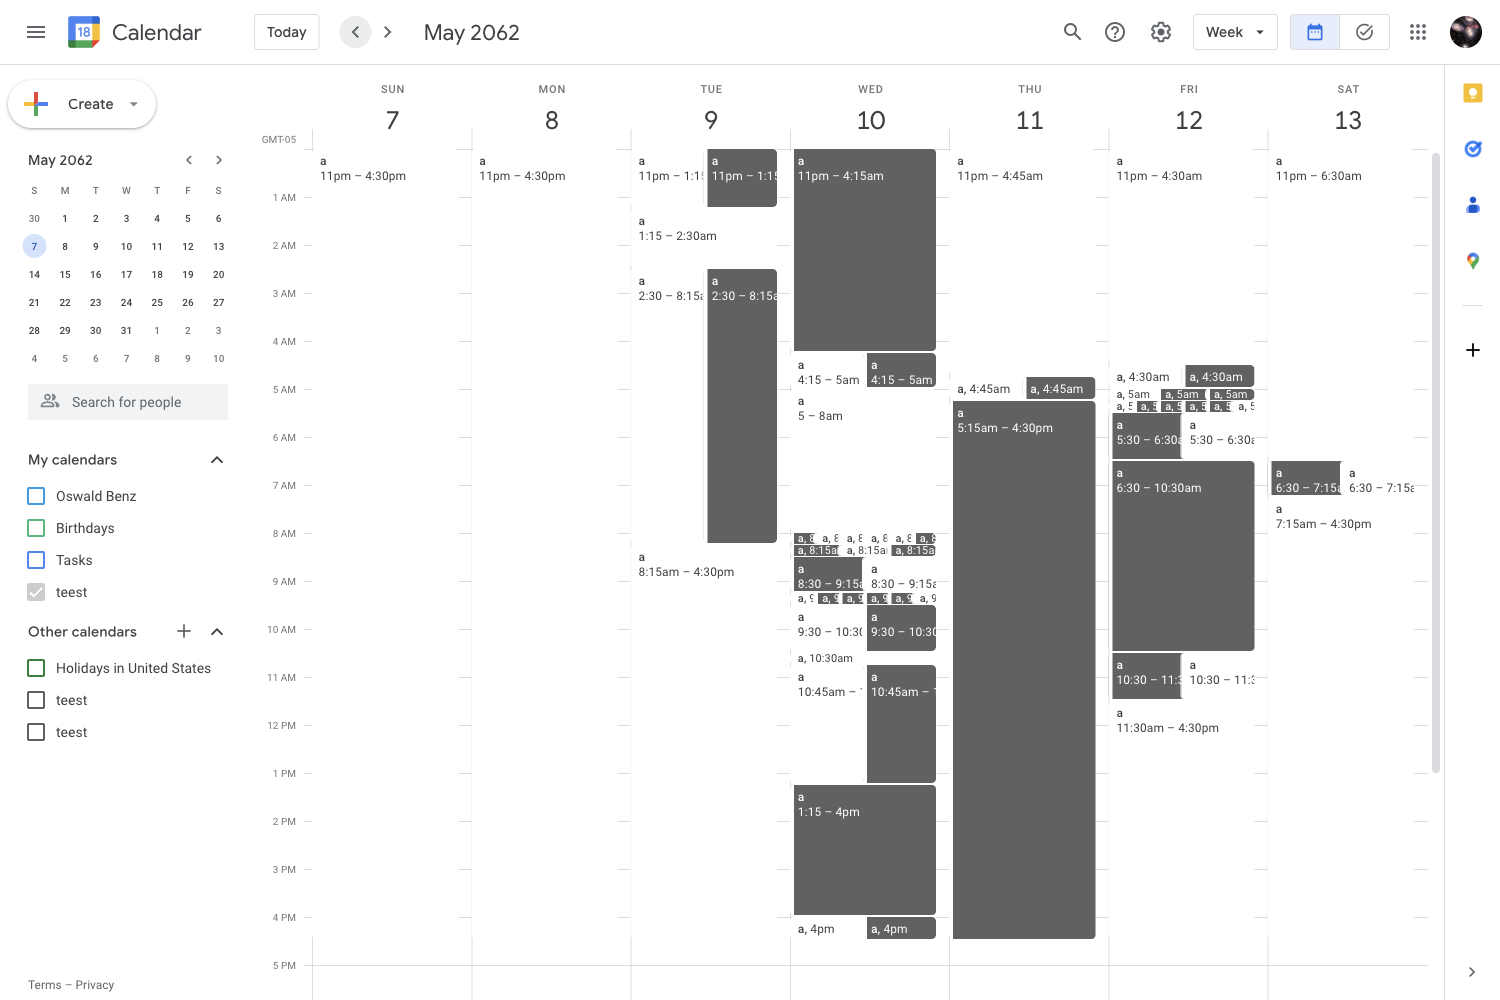 18 Calendar
Today
May 2062
Week
Create
May 2062
S M T W T F S
30 1 2 3 4 5 6
7 8 9 10 11 12 13
14 15 16 17 18 19 20
21 22 23 24 25 26 27
28 29 30 31 1 2 3
4 5 6 7 8 9 10
Search for people
My calendars
Oswald Benz
Birthdays
Tasks
teest
Other calendars
Holidays in United States
teest
teest
Terms – Privacy
GMT-05
1 AM
2 AM
3 AM
4 AM
5 AM
6 AM
7 AM
8 AM
9 AM
10 AM
11 AM
12 PM
1 PM
2 PM
3 PM
4 PM
5 PM
SUN
7
a
11pm – 4:30pm
MON
8
a
11pm – 4:30pm
TUE
9
a
11pm – 1:15
a
11pm – 1:15
a
1:15 – 2:30am
a
2:30 – 8:15a
a
2:30 – 8:15a
a
8:15am – 4:30pm
WED
10
a
11pm – 4:15am
a
4:15 – 5am
a
4:15 – 5am
a
5 – 8am
a, 8
a, 8
a, 8
a, 8
a, 8
a, 8
a, 8:15a
a, 8:15a
a, 8:15a
a
8:30 – 9:15a
a
8:30 – 9:15a
a, 9
a, 9
a, 9
a, 9
a, 9
a, 9
a
9:30 – 10:30
a
9:30 – 10:30
a, 10:30am
a
10:45am –
a
10:45am –
a
1:15 – 4pm
a, 4pm
a, 4pm
THU
11
a
11pm – 4:45am
a, 4:45am
a, 4:45am
a
5:15am – 4:30pm
FRI
12
a
11pm – 4:30am
a, 4:30am
a, 4:30am
a, 5am
a, 5am
a, 5am
a, 5
a, 5
a, 5
a, 5
a, 5
a, 5
a
5:30 – 6:30a
a
5:30 – 6:30a
a
6:30 – 10:30am
a
10:30 – 11:3
a
10:30 – 11:3
a
11:30am – 4:30pm
SAT
13
a
11pm – 6:30am
a
6:30 – 7:15a
a
6:30 – 7:15a
a
7:15am – 4:30pm